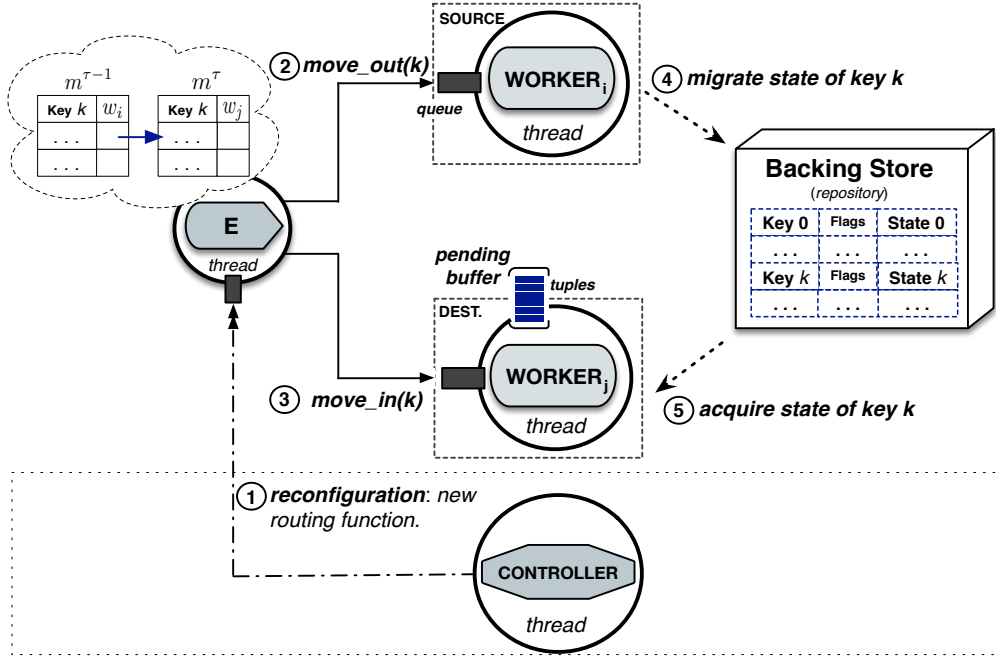 SOURCE
m^{τ−1} m^{τ}
Key k w_i Key k w_j
. . . . . .
. . . . . .
② move_out(k)
queue
WORKER_i
thread
④ migrate state of key k
E
thread
Backing Store
(repository)
Key 0 Flags State 0
. . . . . . . . .
Key k Flags State k
. . . . . . . . .
pending
buffer
tuples
DEST.
WORKER_j
thread
③ move_in(k)
⑤ acquire state of key k
① reconfiguration: new
routing function.
CONTROLLER
thread